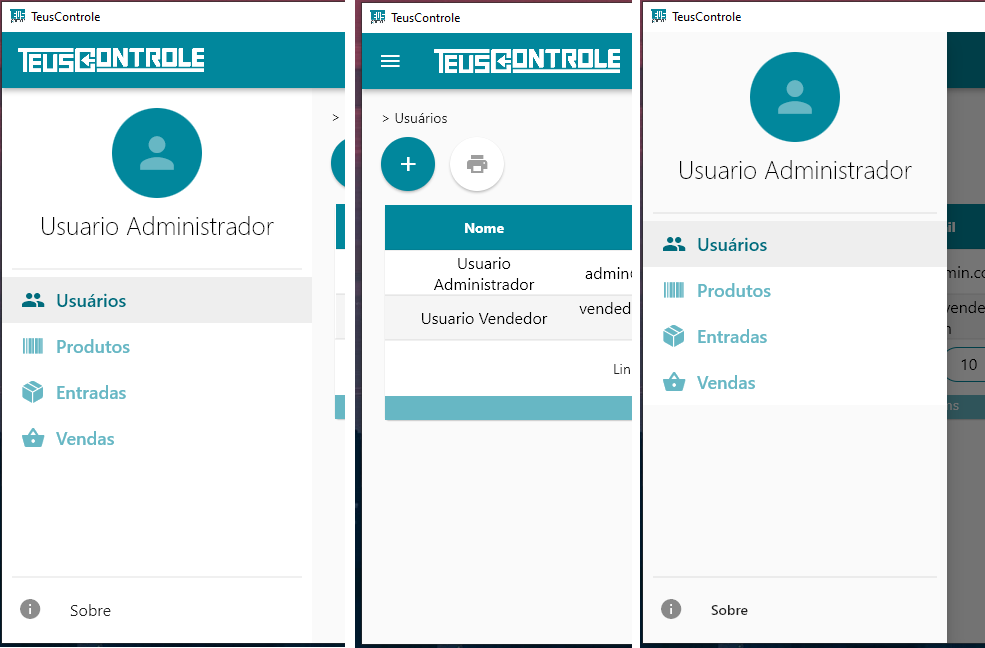 TeusControle
TEUSCONTROLE
Usuario Administrador
Usuários
Produtos
Entradas
Vendas
Sobre
>
TeusControle
TEUSCONTROLE
> Usuários
Nome
Usuario
Administrador
admin
Usuario Vendedor
vended
Lin
TeusControle
Usuario Administrador
Usuários
Produtos
Entradas
Vendas
Sobre
il
min.co
vende
10
ns